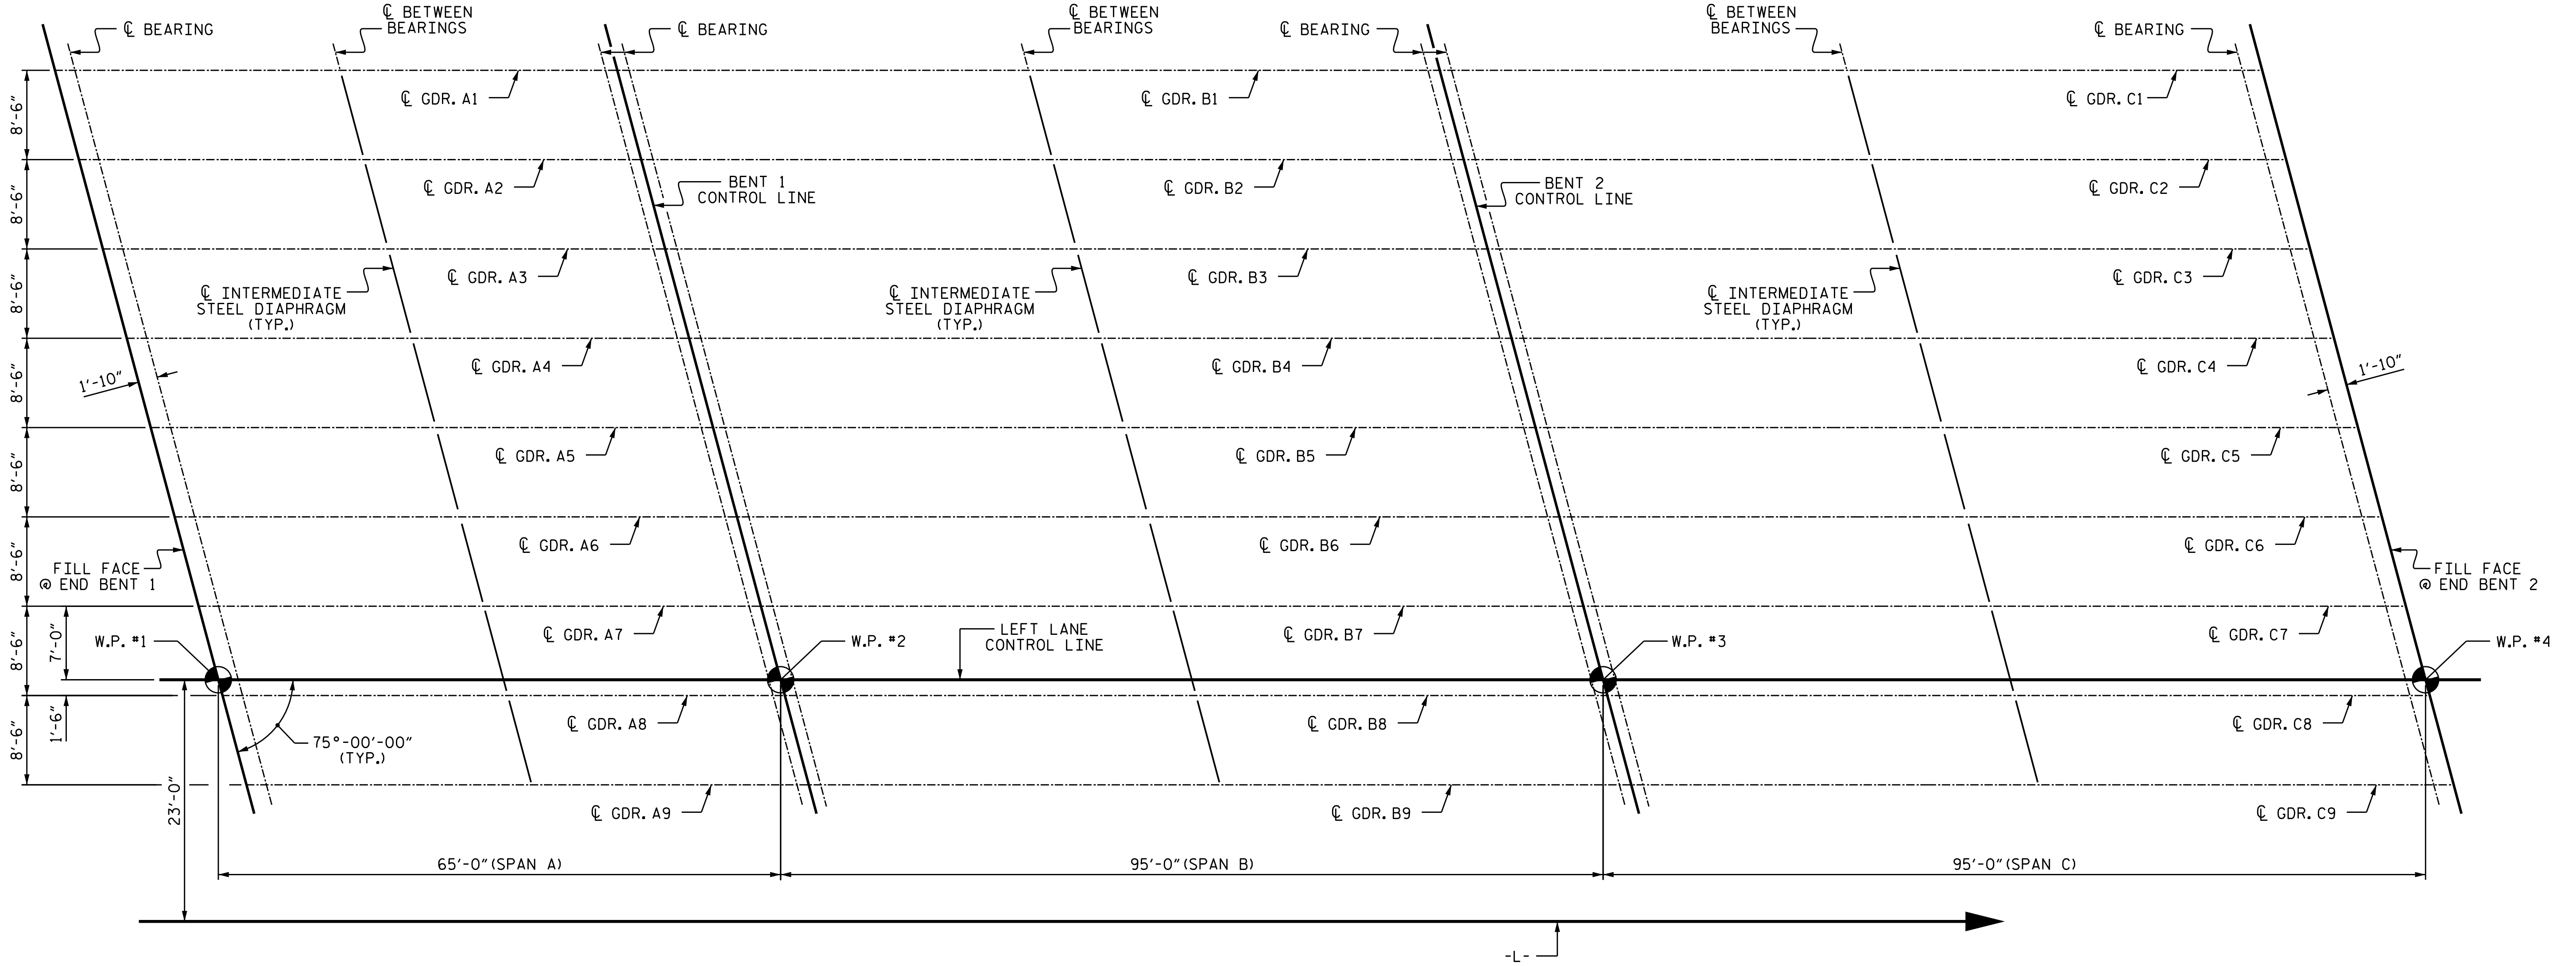 ℄ BETWEEN
BEARINGS
℄ BEARING
℄ BEARING
℄ BETWEEN
BEARINGS
℄ BEARING
℄ BETWEEN
BEARINGS
℄ BEARING
℄ GDR. A1
℄ GDR. B1
℄ GDR. C1
8'-6"
℄ GDR. A2
BENT 1
CONTROL LINE
℄ GDR. B2
BENT 2
CONTROL LINE
℄ GDR. C2
8'-6"
℄ GDR. A3
℄ GDR. B3
℄ GDR. C3
8'-6"
℄ INTERMEDIATE
STEEL DIAPHRAGM
(TYP.)
℄ INTERMEDIATE
STEEL DIAPHRAGM
(TYP.)
℄ INTERMEDIATE
STEEL DIAPHRAGM
(TYP.)
℄ GDR. A4
℄ GDR. B4
℄ GDR. C4
8'-6"
1'-10"
1'-10"
℄ GDR. A5
℄ GDR. B5
℄ GDR. C5
8'-6"
℄ GDR. A6
℄ GDR. B6
℄ GDR. C6
8'-6"
FILL FACE
@ END BENT 1
FILL FACE
@ END BENT 2
℄ GDR. A7
℄ GDR. B7
℄ GDR. C7
8'-6"
7'-0"
W.P. #1
W.P. #2
LEFT LANE
CONTROL LINE
W.P. #3
W.P. #4
℄ GDR. A8
℄ GDR. B8
℄ GDR. C8
8'-6"
1'-6"
75°-00'-00"
(TYP.)
23'-0"
℄ GDR. A9
℄ GDR. B9
℄ GDR. C9
65'-0" (SPAN A)
95'-0" (SPAN B)
95'-0" (SPAN C)
-L-